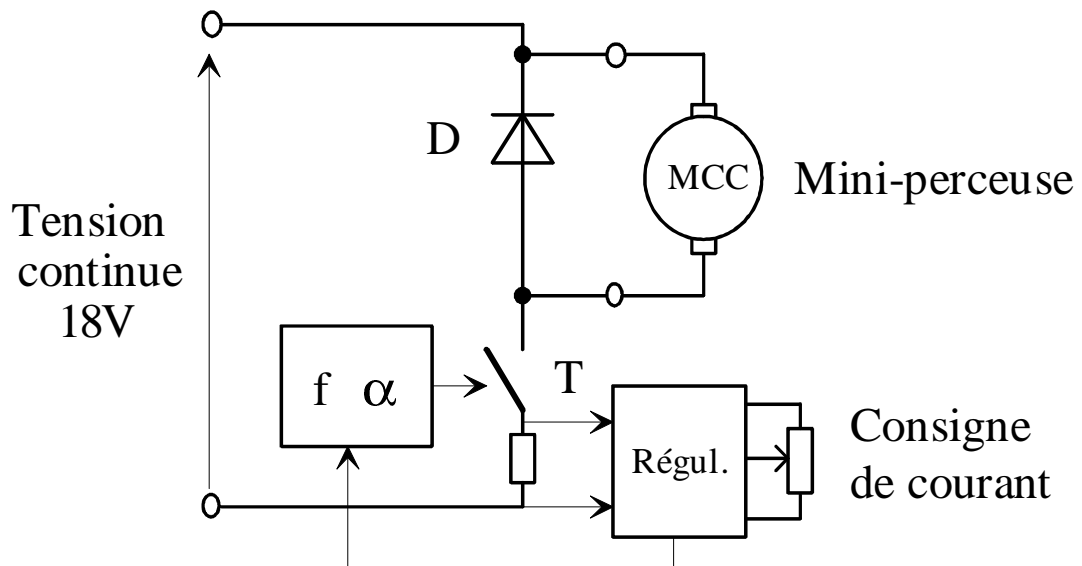 D
MCC
Mini-perceuse
Tension
continue
18V
f α
T
Régul.
Consigne
de courant